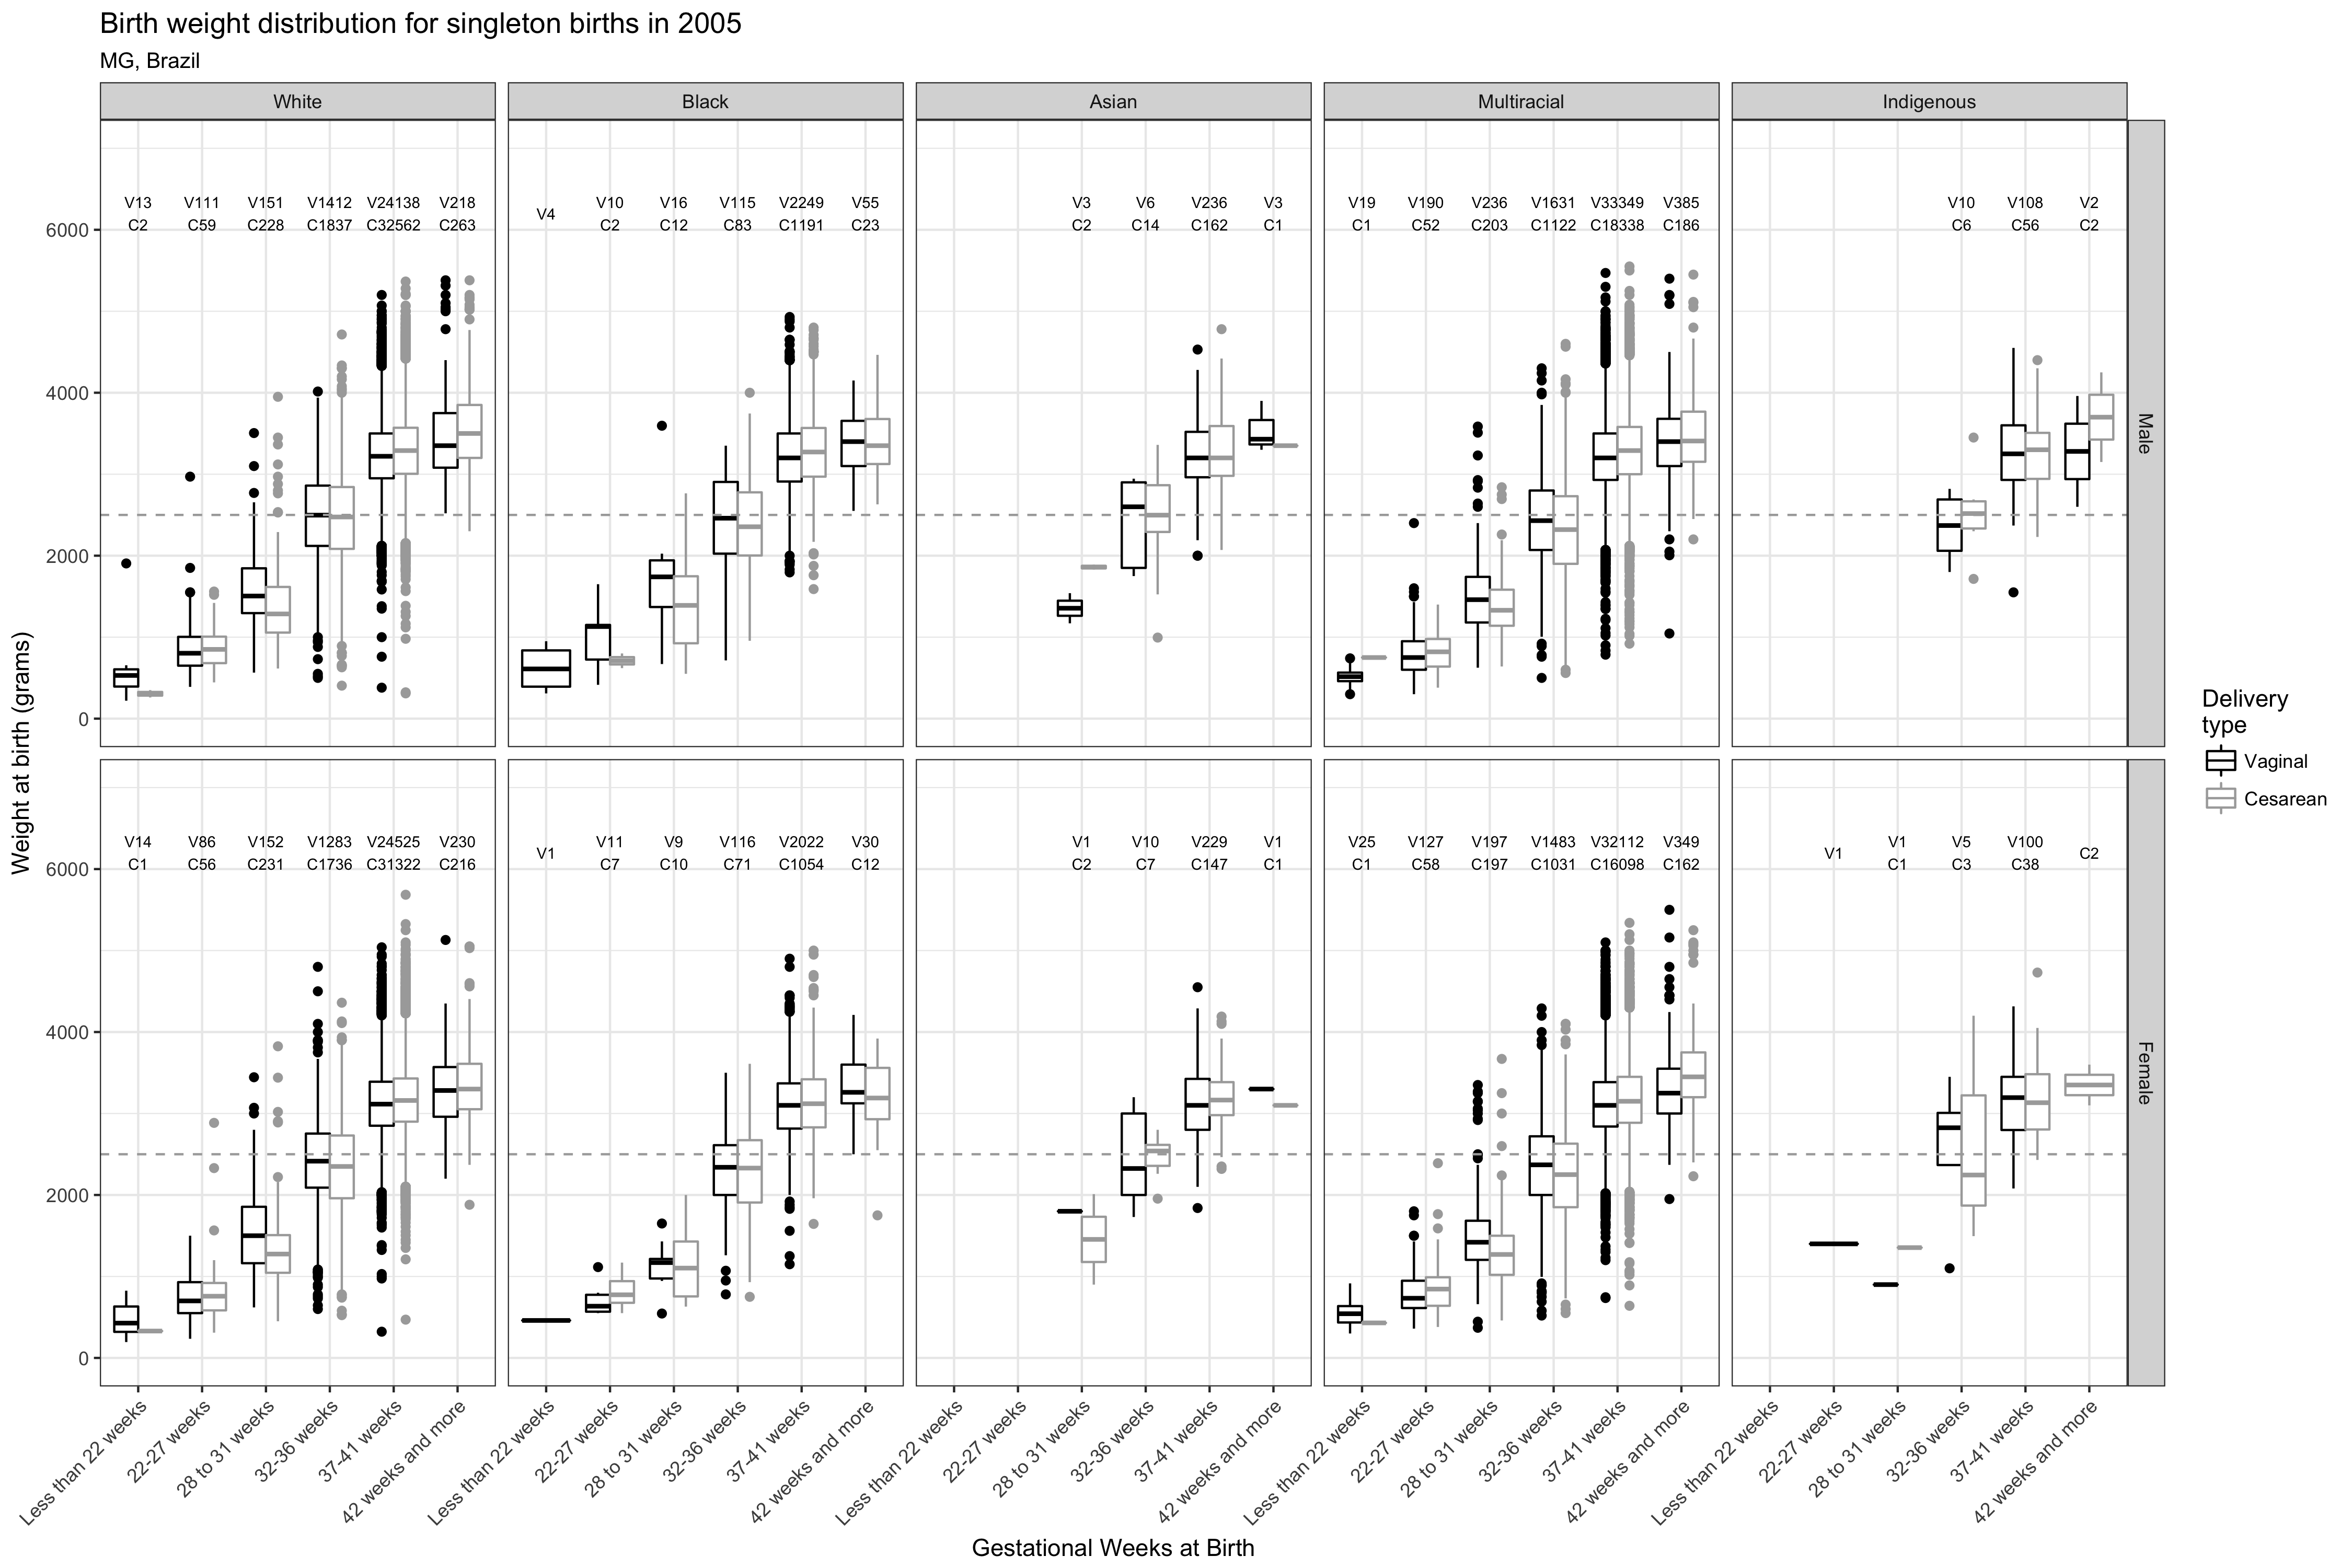 Birth weight distribution for singleton births in 2005
MG, Brazil
White Black Asian Multiracial Indigenous
V13 V111 V151 V1412 V24138 V218 V4 V10 V16 V115 V2249 V55 V3 V6 V236 V3 V19 V190 V236 V1631 V33349 V385 V10 V108 V2
C2 C59 C228 C1837 C32562 C263 C2 C12 C83 C1191 C23 C2 C14 C162 C1 C1 C52 C203 C1122 C18338 C186 C6 C56 C2
6000
4000
2000
0
Male
V14 V86 V152 V1283 V24525 V230 V1 V11 V9 V116 V2022 V30 V1 V10 V229 V1 V25 V127 V197 V1483 V32112 V349 V1 V1 V5 V100 C2
C1 C56 C231 C1736 C31322 C216 C7 C10 C71 C1054 C12 C2 C7 C147 C1 C1 C58 C197 C1031 C16098 C162 C1 C3 C38
6000
4000
2000
0
Female
Weight at birth (grams)
Less than 22 weeks 22-27 weeks 28 to 31 weeks 32-36 weeks 37-41 weeks 42 weeks and more
Less than 22 weeks 22-27 weeks 28 to 31 weeks 32-36 weeks 37-41 weeks 42 weeks and more
Less than 22 weeks 22-27 weeks 28 to 31 weeks 32-36 weeks 37-41 weeks 42 weeks and more
Less than 22 weeks 22-27 weeks 28 to 31 weeks 32-36 weeks 37-41 weeks 42 weeks and more
Less than 22 weeks 22-27 weeks 28 to 31 weeks 32-36 weeks 37-41 weeks 42 weeks and more
Gestational Weeks at Birth
Delivery
type
Vaginal
Cesarean